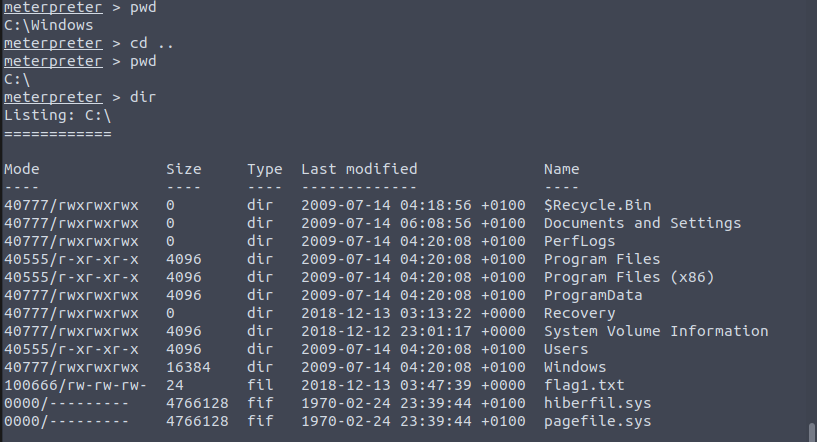 meterpreter > pwd
C:\Windows
meterpreter > cd ..
meterpreter > pwd
C:\
meterpreter > dir
Listing: C:\
============
Mode Size Type Last modified Name
---- ---- ---- ------------- ----
40777/rwxrwxrwx 0 dir 2009-07-14 04:18:56 +0100 $Recycle.Bin
40777/rwxrwxrwx 0 dir 2009-07-14 06:08:56 +0100 Documents and Settings
40777/rwxrwxrwx 0 dir 2009-07-14 04:20:08 +0100 PerfLogs
40555/r-xr-xr-x 4096 dir 2009-07-14 04:20:08 +0100 Program Files
40555/r-xr-xr-x 4096 dir 2009-07-14 04:20:08 +0100 Program Files (x86)
40777/rwxrwxrwx 4096 dir 2009-07-14 04:20:08 +0100 ProgramData
40777/rwxrwxrwx 0 dir 2018-12-13 03:13:22 +0000 Recovery
40777/rwxrwxrwx 4096 dir 2018-12-12 23:01:17 +0000 System Volume Information
40555/r-xr-xr-x 4096 dir 2009-07-14 04:20:08 +0100 Users
40777/rwxrwxrwx 16384 dir 2009-07-14 04:20:08 +0100 Windows
100666/rw-rw-rw- 24 fil 2018-12-13 03:47:39 +0000 flag1.txt
0000/--------- 4766128 fif 1970-02-24 23:39:44 +0100 hiberfil.sys
0000/--------- 4766128 fif 1970-02-24 23:39:44 +0100 pagefile.sys